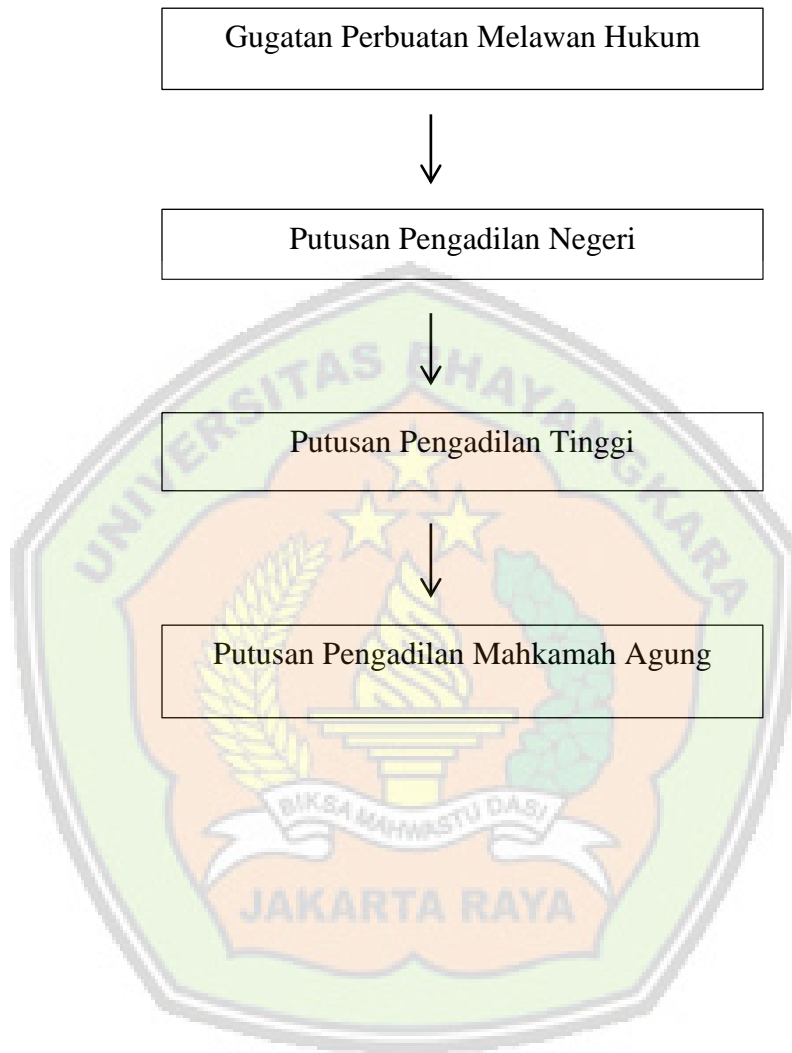 Gugatan Perbuatan Melawan Hukum
Putusan Pengadilan Negeri
UNIVERSITAS BHAYANGKARA
Putusan Pengadilan Tinggi
Putusan Pengadilan Mahkamah Agung
BIKSA MAHWASTU DASI
JAKARTA RAYA